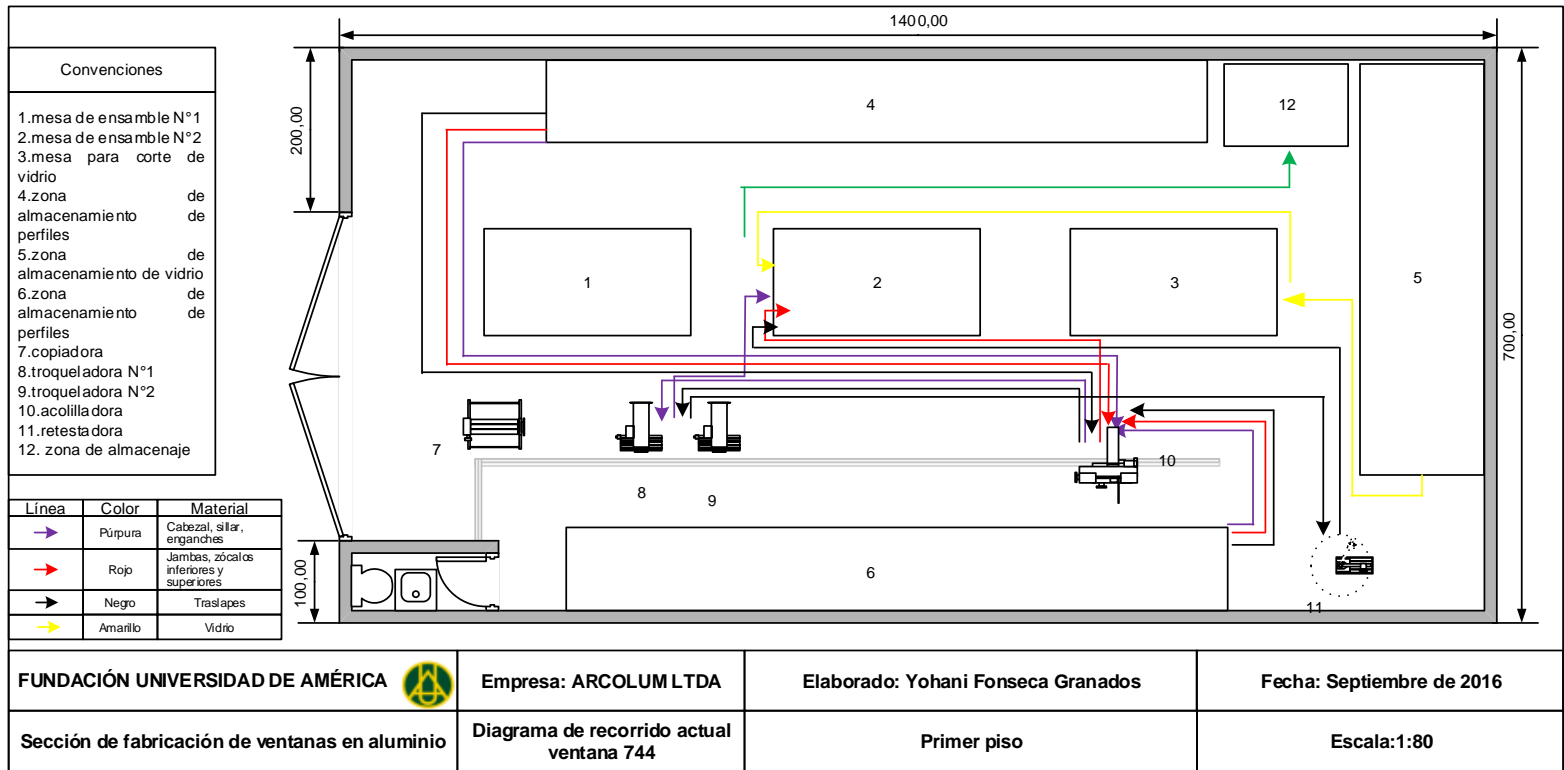 1400,00
Convenciones
1.mesa de ensamble N°1
2.mesa de ensamble N°2
3.mesa para corte de
vidrio
4.zona de
almacenamiento de
perfiles
5.zona de
almacenamiento de vidrio
6.zona de
almacenamiento de
perfiles
7.copiadora
8.troqueladora N°1
9.troqueladora N°2
10.acolilladora
11.retestadora
12. zona de almacenaje
200,00
4
12
1
2
3
5
700,00
7
8
9
10
6
11
100,00
Línea Color Material
Púrpura Cabezal, sillar,
enganches
Rojo Jambas, zócalos
inferiores y
superiores
Negro Traslapes
Amarillo Vidrio
FUNDACIÓN UNIVERSIDAD DE AMÉRICA
Empresa: ARCOLUM LTDA
Elaborado: Yohani Fonseca Granados
Fecha: Septiembre de 2016
Sección de fabricación de ventanas en aluminio
Diagrama de recorrido actual
ventana 744
Primer piso
Escala:1:80